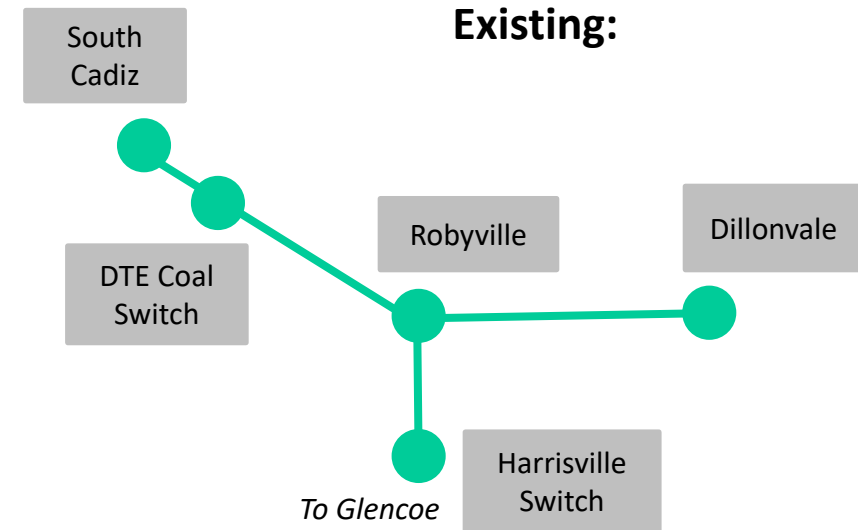 Existing:
South
Cadiz
Robyville
Dillonvale
DTE Coal
Switch
Harrisville
Switch
To Glencoe